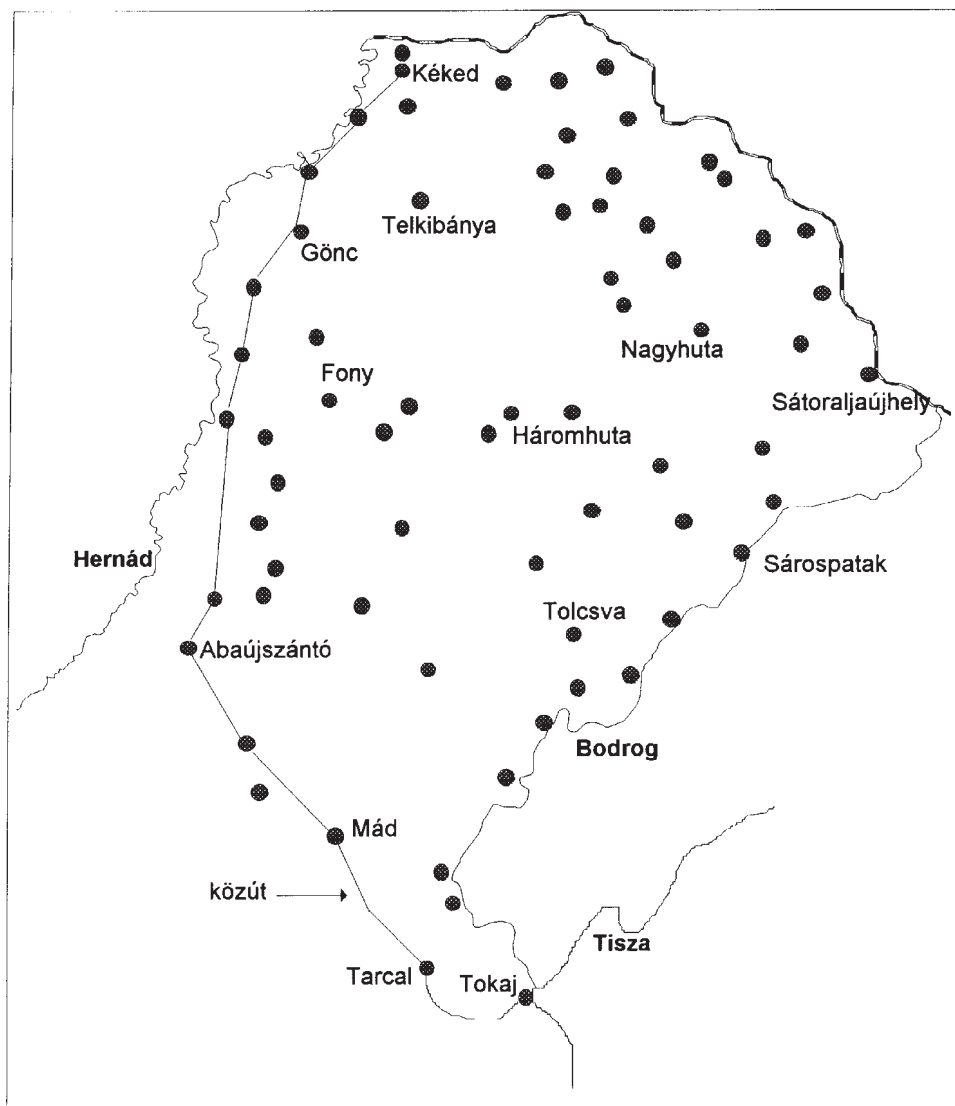 Kéked
Telkibánya
Gönc
Nagyhuta
Fony
Sátoraljaújhely
Háromhuta
Hernád
Sárospatak
Tolcsva
Abaújszántó
Bodrog
Mád
közút
Tisza
Tarcal
Tokaj